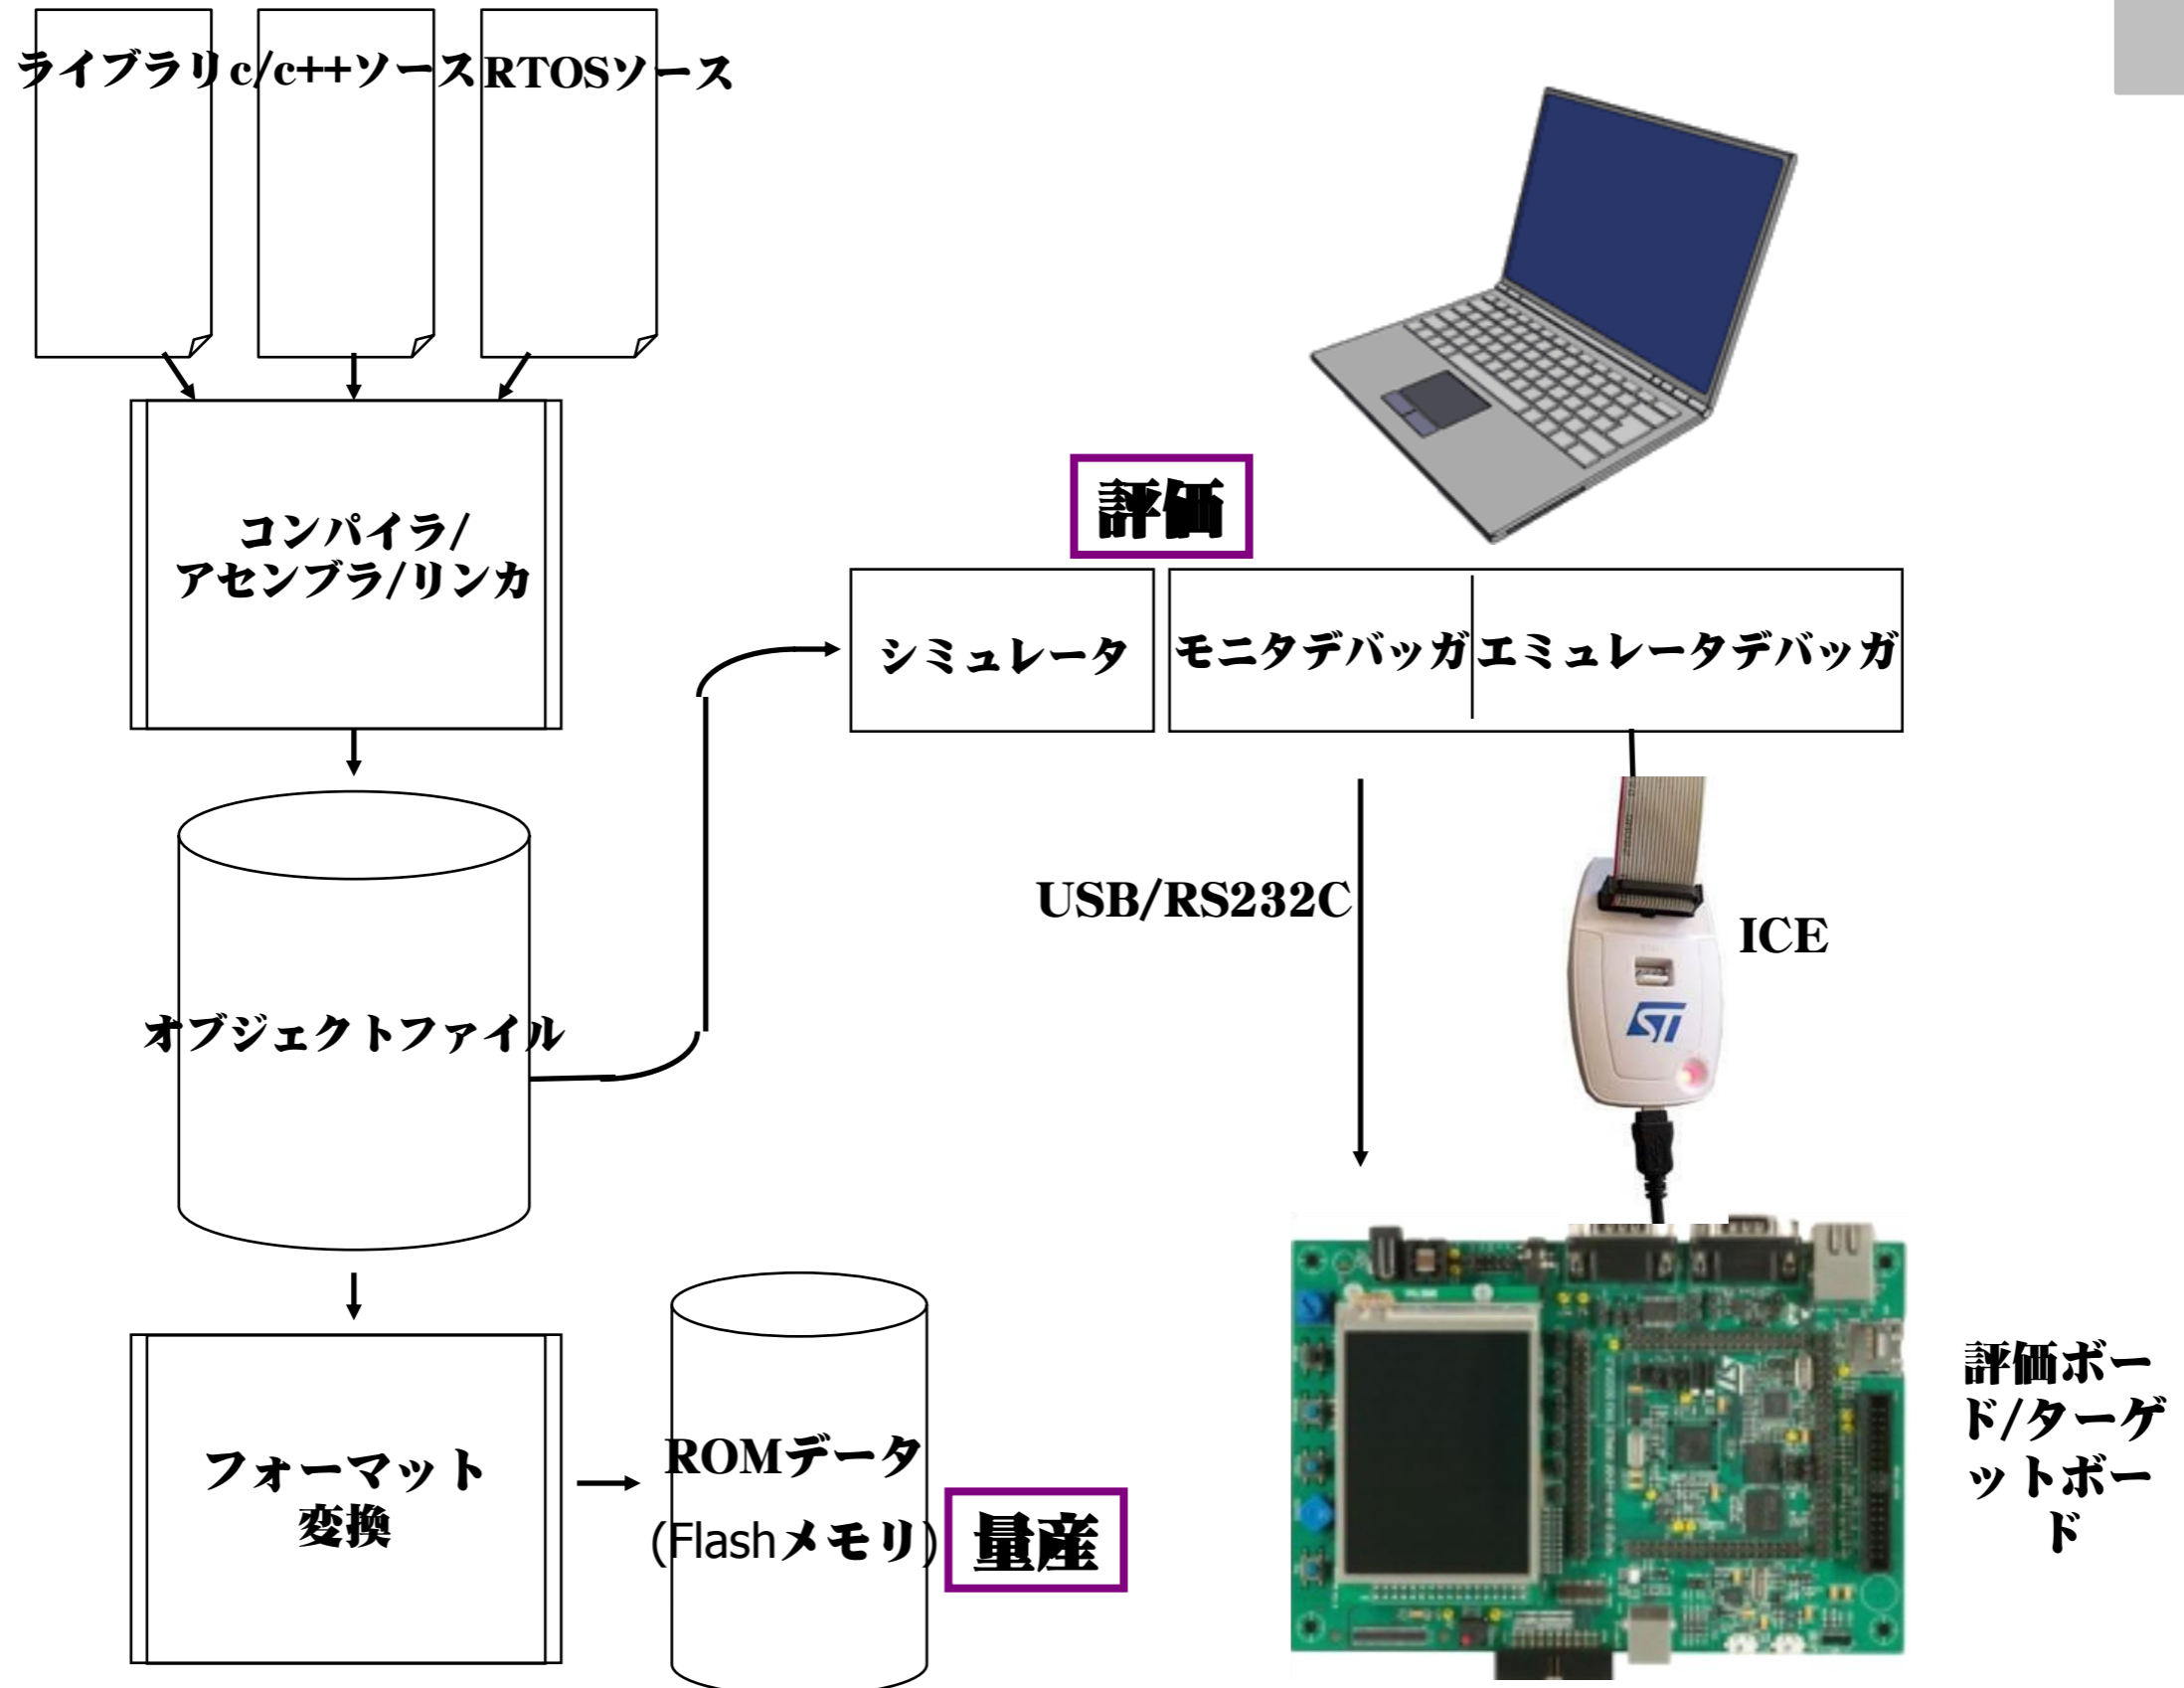 ライブラリ
c/c++ソース
RTOSソース
コンパイラ/
アセンブラ/リンカ
評価
シミュレータ
モニタデバッガ
エミュレータデバッガ
オブジェクトファイル
USB/RS232C
ICE
ST
フォーマット
変換
ROMデータ
(Flashメモリ)
量産
評価ボー
ド/ターゲ
ットボー
ド